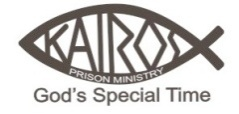 KAIROS
PRISON MINISTRY
God's Special Time